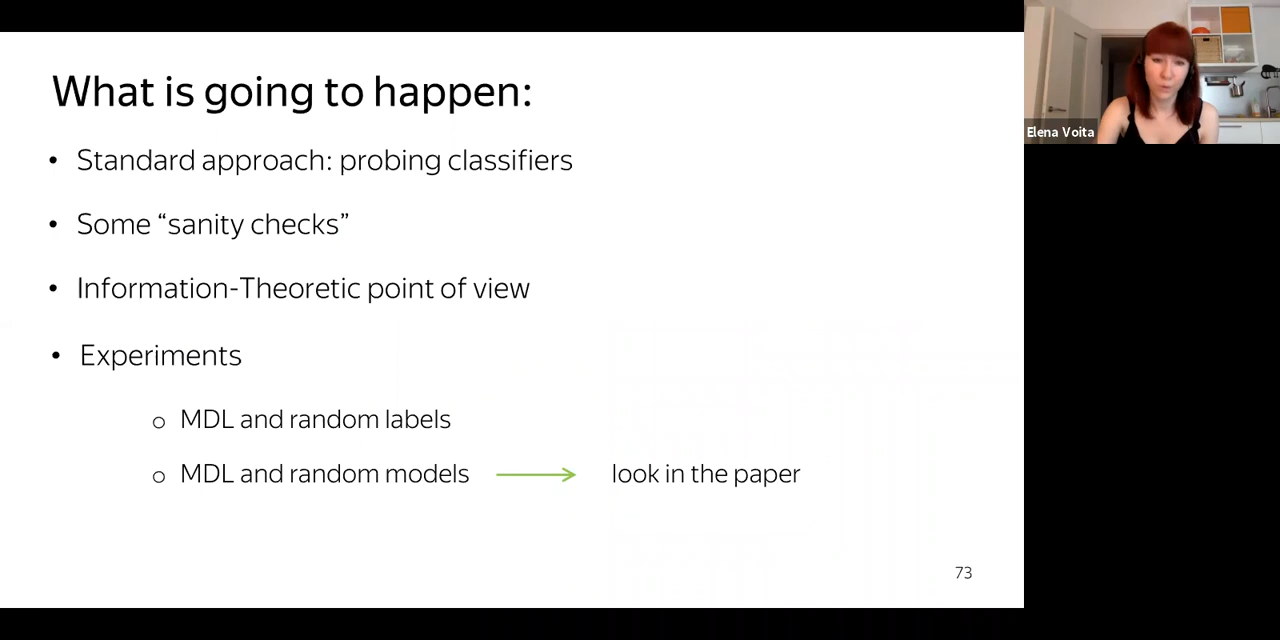 What is going to happen:
• Standard approach: probing classifiers
• Some “sanity checks”
• Information-Theoretic point of view
• Experiments
o MDL and random labels
o MDL and random models → look in the paper
73
Elena Voita